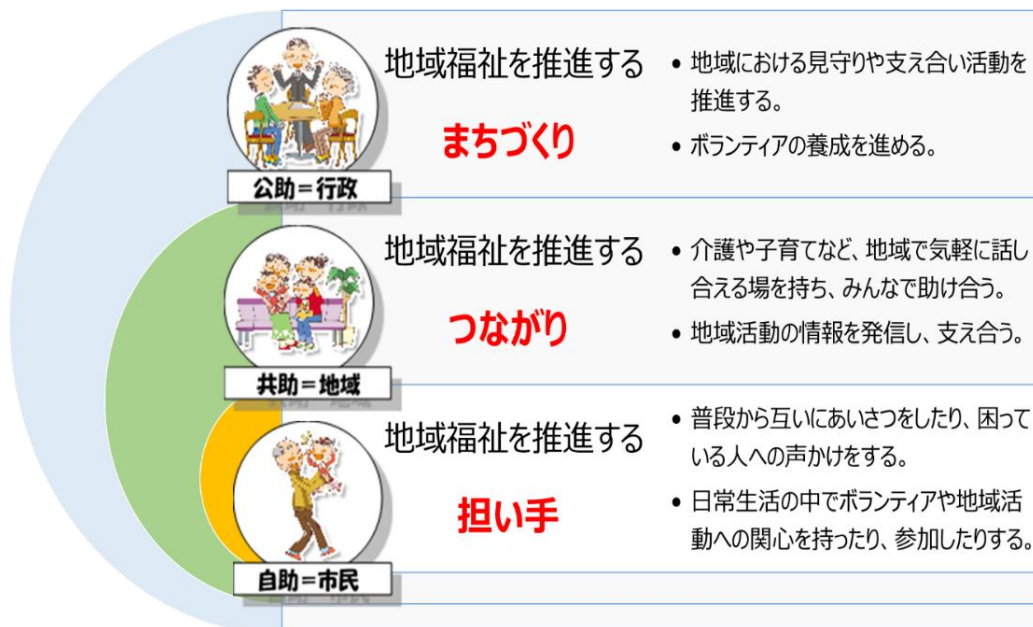 地域福祉を推進する
まちづくり
公助＝行政
• 地域における見守りや支え合い活動を
推進する。
• ボランティアの養成を進める。
地域福祉を推進する
つながり
共助＝地域
• 介護や子育てなど、地域で気軽に話し
合える場を持ち、みんなで助け合う。
• 地域活動の情報を発信し、支え合う。
地域福祉を推進する
担い手
自助＝市民
• 普段から互いにあいさつをしたり、困って
いる人への声かけをする。
• 日常生活の中でボランティアや地域活
動への関心を持ったり、参加したりする。